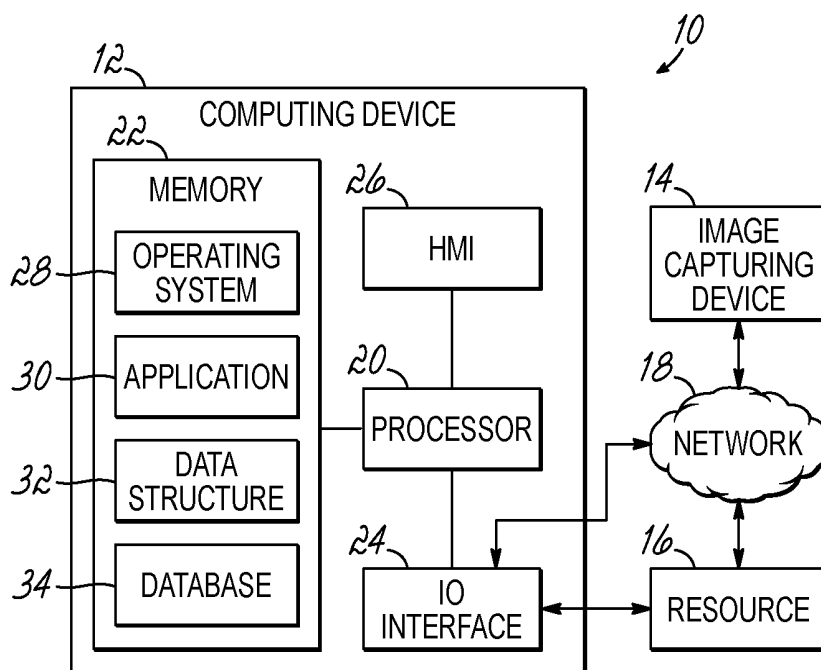 10
12
COMPUTING DEVICE
22
MEMORY
28
OPERATING
SYSTEM
30
APPLICATION
32
DATA
STRUCTURE
34
DATABASE
26
HMI
20
PROCESSOR
24
IO
INTERFACE
14
IMAGE
CAPTURING
DEVICE
18
NETWORK
16
RESOURCE